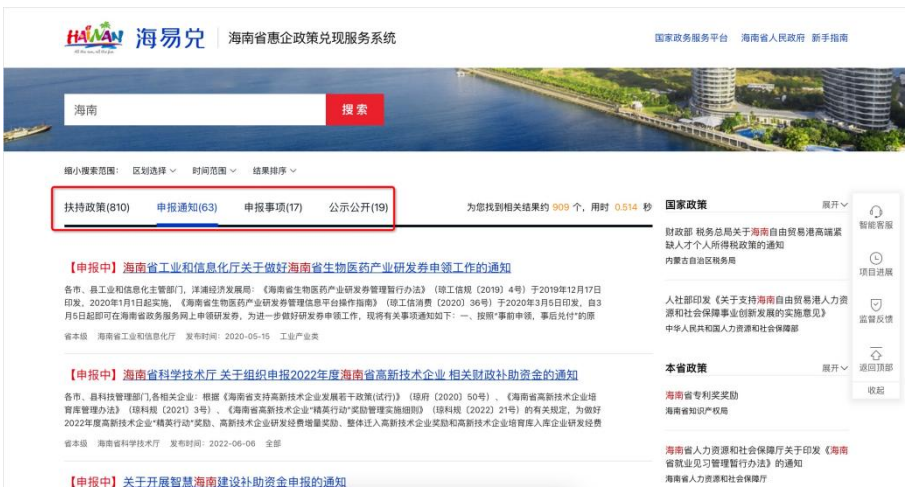 HAINAN
海易兑
海南省惠企政策兑现服务系统
国家政务服务平台 海南省人民政府 新手指南
海南
搜索
缩小搜索范围: 区划选择 时间范围 结果排序
扶持政策(810) 申报通知(63) 申报事项(17) 公示公开(19)
为您找到相关结果约 909 个，用时 0.514 秒
【申报中】海南省工业和信息化厅关于做好海南省生物医药产业研发券申领工作的通知
各市、县工业和信息化主管部门，洋浦经济发展局: 《海南省生物医药产业研发券管理暂行办法》（琼工信规〔2019〕4号）于2019年12月17日
印发，2020年1月1日起实施，《海南省生物医药产业研发券管理信息平台操作指南》（琼工信消费〔2020〕36号）于2020年3月5日印发，自3
月5日起即可在海南省政务服务网上申领研发券，为进一步做好研发券申领工作，现将有关事项通知如下: 一、按照“事前申领，事后兑付”的原
省本级 海南省工业和信息化厅 发布时间: 2020-05-15 工业产业类
【申报中】海南省科学技术厅 关于组织申报2022年度海南省高新技术企业 相关财政补助资金的通知
各市、县科技管理部门,各相关企业: 根据《海南省支持高新技术企业发展若干政策(试行)》（琼府〔2020〕50号）、《海南省高新技术企业培
育库管理办法》（琼科规〔2021〕3号）、《海南省高新技术企业“精英行动”奖励管理实施细则》（琼科规〔2022〕21号）的有关规定，为做好
2022年度高新技术企业“精英行动”奖励、高新技术企业研发经费增量奖励、整体迁入高新技术企业奖励和高新技术企业培育库入库企业研发经费
省本级 海南省科学技术厅 发布时间: 2022-06-06 全部
【申报中】关于开展智慧海南建设补助资金申报的通知
国家政策 展开
财政部 税务总局关于海南自由贸易港高端紧
缺人才个人所得税政策的通知
内蒙古自治区税务局
人社部印发《关于支持海南自由贸易港人力资
源和社会保障事业创新发展的实施意见》
中华人民共和国人力资源和社会保障部
本省政策 展开
海南省专利奖奖励
海南省知识产权局
海南省人力资源和社会保障厅关于印发《海南
省就业见习管理暂行办法》的通知
海南省人力资源和社会保障厅
智能客服
项目进展
监督反馈
返回顶部
收起